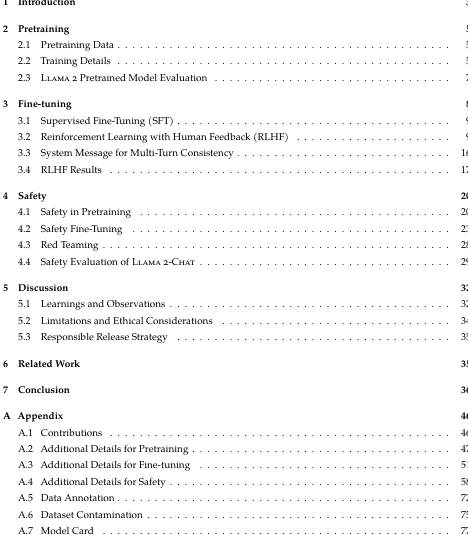 1 Introduction 3
2 Pretraining 5
2.1 Pretraining Data . . . . . . . . . . . . . . . . . . . . . . . . . . . . . . . . . . . . . . . . . . 5
2.2 Training Details . . . . . . . . . . . . . . . . . . . . . . . . . . . . . . . . . . . . . . . . . . 5
2.3 Llama 2 Pretrained Model Evaluation . . . . . . . . . . . . . . . . . . . . . . . . . . . . . . 7
3 Fine-tuning 8
3.1 Supervised Fine-Tuning (SFT) . . . . . . . . . . . . . . . . . . . . . . . . . . . . . . . . . . 9
3.2 Reinforcement Learning with Human Feedback (RLHF) . . . . . . . . . . . . . . . . . . . . 9
3.3 System Message for Multi-Turn Consistency . . . . . . . . . . . . . . . . . . . . . . . . . . . 16
3.4 RLHF Results . . . . . . . . . . . . . . . . . . . . . . . . . . . . . . . . . . . . . . . . . . . 17
4 Safety 20
4.1 Safety in Pretraining . . . . . . . . . . . . . . . . . . . . . . . . . . . . . . . . . . . . . . . 20
4.2 Safety Fine-Tuning . . . . . . . . . . . . . . . . . . . . . . . . . . . . . . . . . . . . . . . . 23
4.3 Red Teaming . . . . . . . . . . . . . . . . . . . . . . . . . . . . . . . . . . . . . . . . . . . . 28
4.4 Safety Evaluation of Llama 2-Chat . . . . . . . . . . . . . . . . . . . . . . . . . . . . . . . . 29
5 Discussion 32
5.1 Learnings and Observations . . . . . . . . . . . . . . . . . . . . . . . . . . . . . . . . . . . . 32
5.2 Limitations and Ethical Considerations . . . . . . . . . . . . . . . . . . . . . . . . . . . . . 34
5.3 Responsible Release Strategy . . . . . . . . . . . . . . . . . . . . . . . . . . . . . . . . . . . 35
6 Related Work 35
7 Conclusion 36
A Appendix 46
A.1 Contributions . . . . . . . . . . . . . . . . . . . . . . . . . . . . . . . . . . . . . . . . . . . 46
A.2 Additional Details for Pretraining . . . . . . . . . . . . . . . . . . . . . . . . . . . . . . . . 47
A.3 Additional Details for Fine-tuning . . . . . . . . . . . . . . . . . . . . . . . . . . . . . . . . 51
A.4 Additional Details for Safety . . . . . . . . . . . . . . . . . . . . . . . . . . . . . . . . . . . 58
A.5 Data Annotation . . . . . . . . . . . . . . . . . . . . . . . . . . . . . . . . . . . . . . . . . . 72
A.6 Dataset Contamination . . . . . . . . . . . . . . . . . . . . . . . . . . . . . . . . . . . . . . 75
A.7 Model Card . . . . . . . . . . . . . . . . . . . . . . . . . . . . . . . . . . . . . . . . . . . . 77